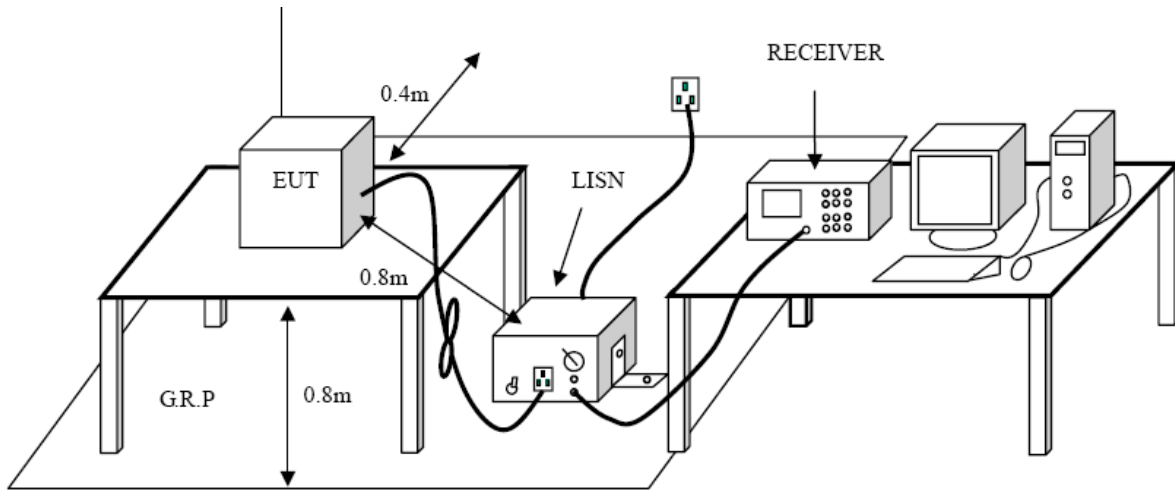 RECEIVER
0.4m
EUT
LISN
0.8m
G.R.P
0.8m